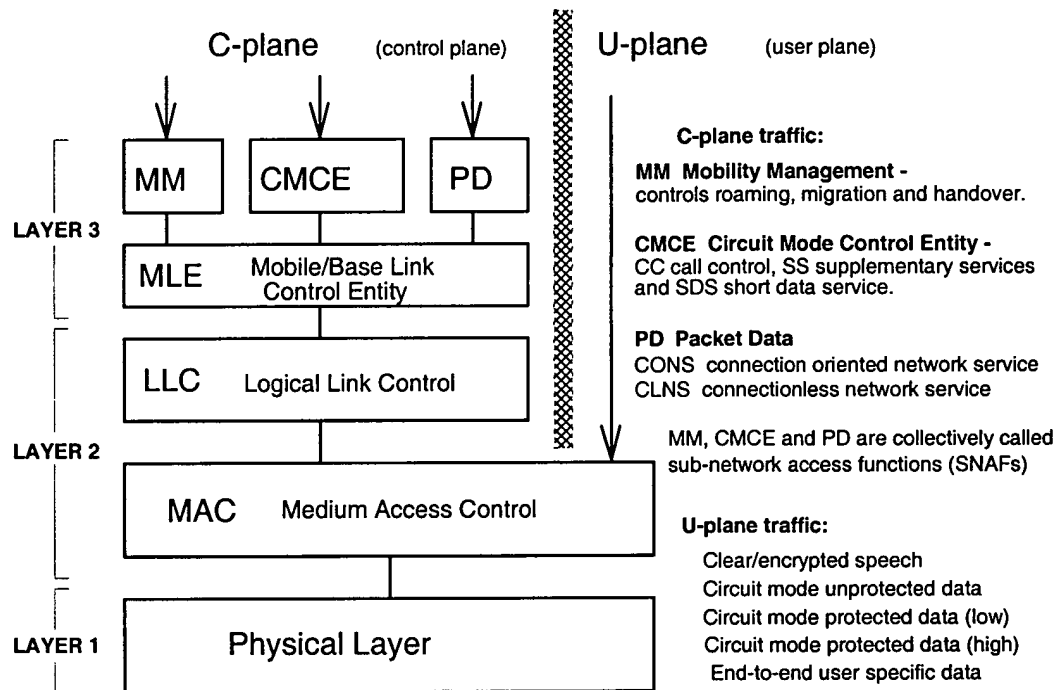 C-plane (control plane)
U-plane (user plane)
MM
CMCE
PD
LAYER 3
MLE Mobile/Base Link
Control Entity
LLC Logical Link Control
LAYER 2
MAC Medium Access Control
LAYER 1
Physical Layer
C-plane traffic:
MM Mobility Management -
controls roaming, migration and handover.
CMCE Circuit Mode Control Entity -
CC call control, SS supplementary services
and SDS short data service.
PD Packet Data
CONS connection oriented network service
CLNS connectionless network service
MM, CMCE and PD are collectively called
sub-network access functions (SNAFs)
U-plane traffic:
Clear/encrypted speech
Circuit mode unprotected data
Circuit mode protected data (low)
Circuit mode protected data (high)
End-to-end user specific data